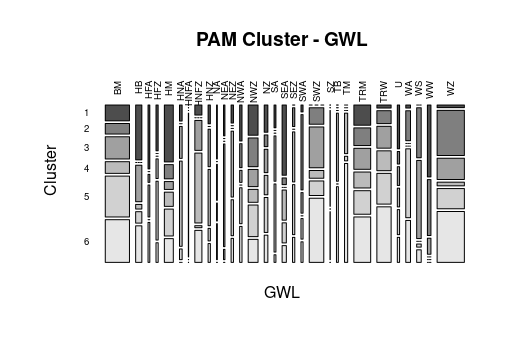 PAM Cluster - GWL
BM HB HFA HFZ HM HNA HNFA HNFZ HNZ NA NEA NEZ NWA NWZ NZ SA SEA SEZ SWA SWZ SZ TB TM TRM TRW U WA WS WW WZ
1
2
3
4
5
6
Cluster
GWL